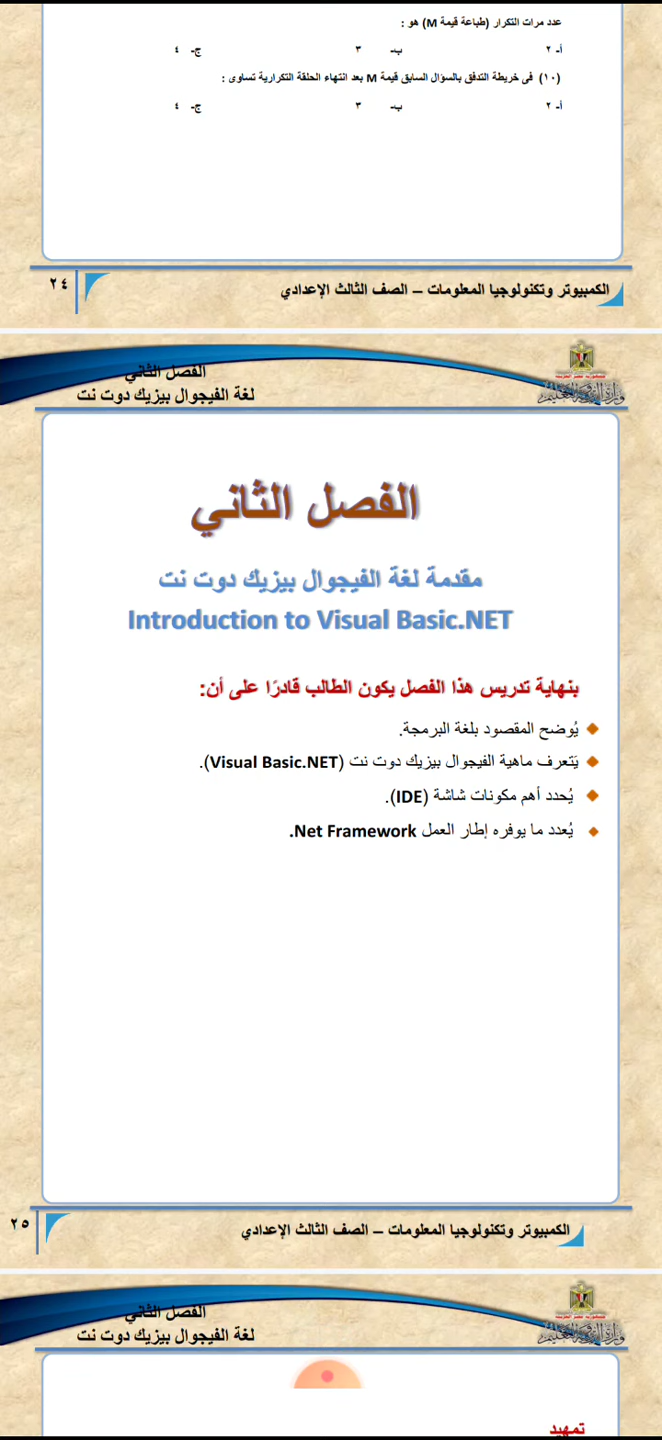 عدد مرات التكرار (طباعة قيمة M) هو :
أ- ٢ ب- ٣ ج- ٤
(١٠) فى خريطة التدفق بالسؤال السابق قيمة M بعد انتهاء الحلقة التكرارية تساوى :
أ- ٢ ب- ٣ ج- ٤
الكمبيوتر وتكنولوجيا المعلومات – الصف الثالث الإعدادي
٢٤
الفصل الثاني
لغة الفيجوال بيزيك دوت نت
الفصل الثاني
مقدمة لغة الفيجوال بيزيك دوت نت
Introduction to Visual Basic.NET
بنهاية تدريس هذا الفصل يكون الطالب قادرًا على أن:
يُوضح المقصود بلغة البرمجة.
يَتعرف ماهية الفيجوال بيزيك دوت نت (Visual Basic.NET).
يُحدد أهم مكونات شاشة (IDE).
يُعدد ما يوفره إطار العمل Net Framework.
الكمبيوتر وتكنولوجيا المعلومات – الصف الثالث الإعدادي
٢٥
الفصل الثاني
لغة الفيجوال بيزيك دوت نت
تمهيد